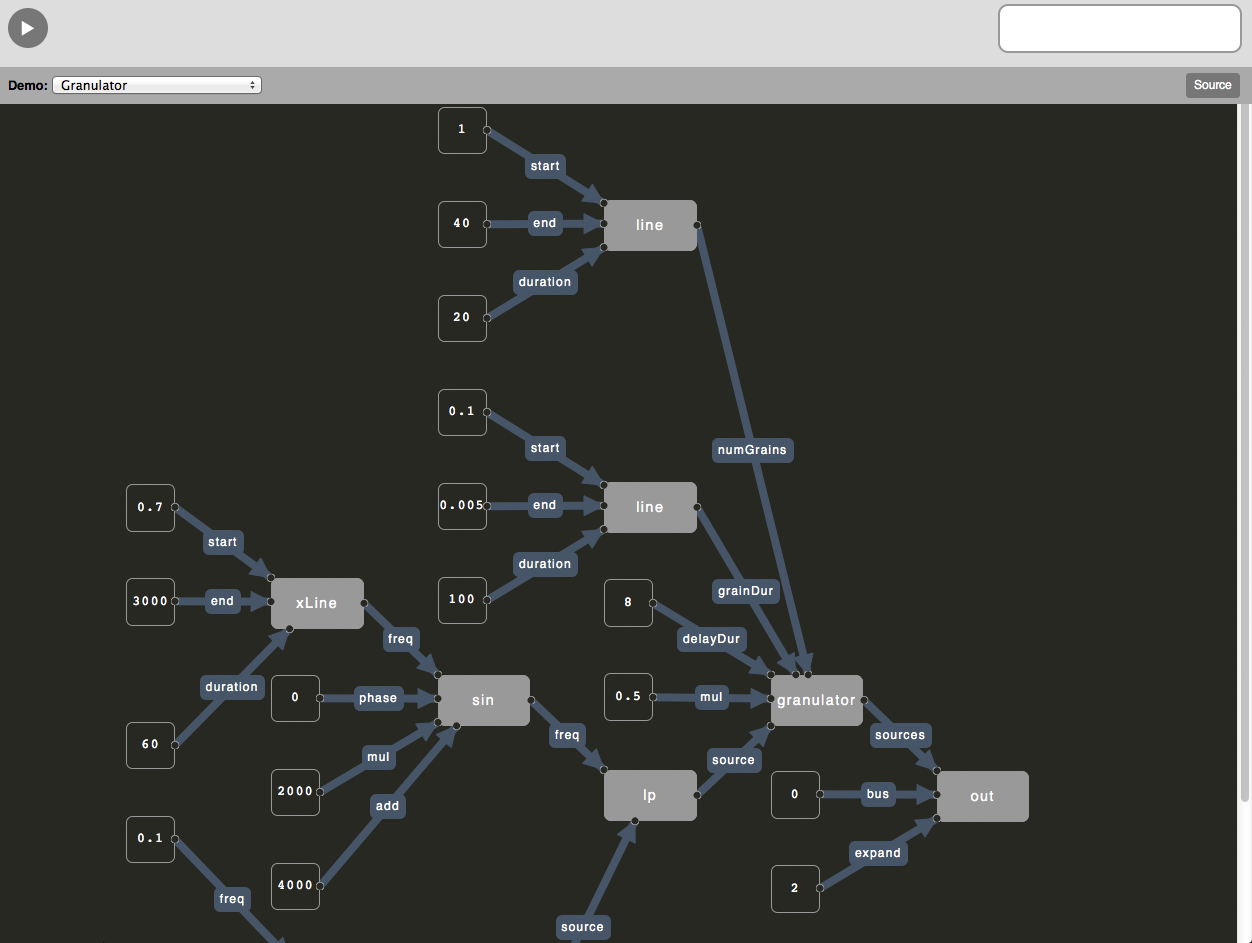 Demo: Granulator
Source
1
start
40
end
line
duration
20
0.1
start
numGrains
0.005
end
line
0.7
start
duration
grainDur
3000
end
xLine
100
8
freq
delayDur
duration
0
phase
sin
0.5
mul
granulator
60
mul
freq
source
sources
2000
add
lp
0
bus
out
0.1
expand
4000
2
freq
source